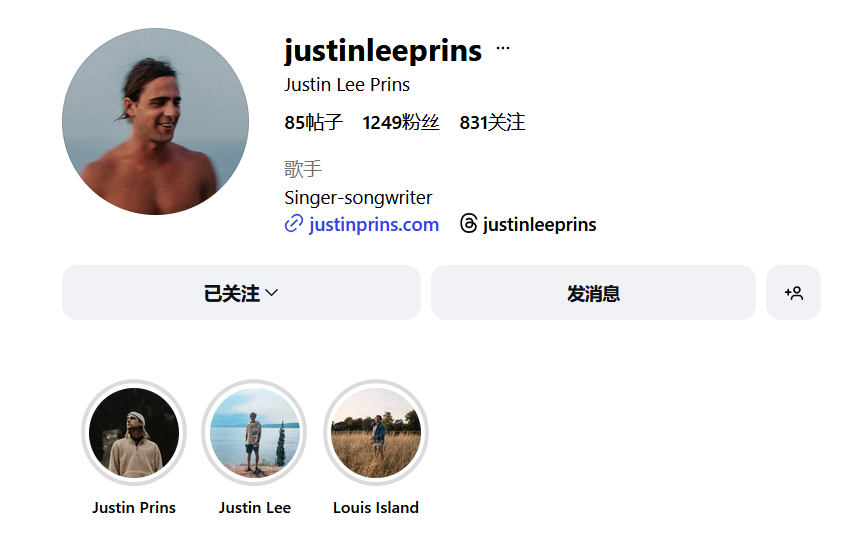 justinleeprins ...
Justin Lee Prins
85帖子 1249粉丝 831关注
歌手
Singer-songwriter
justinprins.com justinleeprins
已关注 发消息
Justin Prins Justin Lee Louis Island